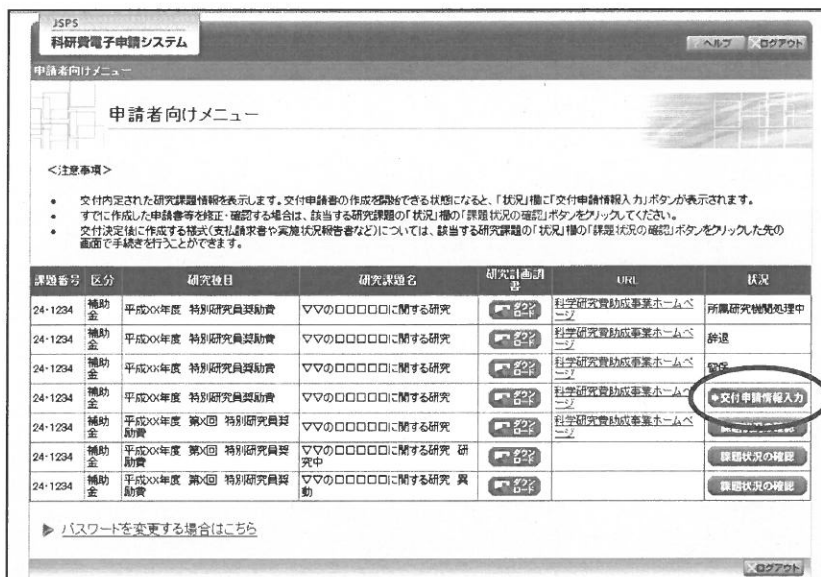 JSPS
科研費電子申請システム
ヘルプ ログアウト
申請者向けメニュー
申請者向けメニュー
<注意事項>
• 交付内定された研究課題情報を表示します。交付申請書の作成を開始できる状態になると、「状況」欄に「交付申請情報入力」ボタンが表示されます。
• すでに作成した申請書等を修正・確認する場合は、該当する研究課題の「状況」欄の「課題状況の確認」ボタンをクリックしてください。
• 交付決定後に作成する様式(支払請求書や実施状況報告書など)については、該当する研究課題の「状況」欄の「課題状況の確認」ボタンをクリックした先の
画面で手続きを行うことができます。
課題番号 区分 研究種目 研究課題名 研究計画調書 URL 状況
24-1234 補助金 平成XX年度 特別研究員奨励費 ▽▽の□□□□□に関する研究 ダウンロード 科学研究費助成事業ホームページ 所属研究機関処理中
24-1234 補助金 平成XX年度 特別研究員奨励費 ▽▽の□□□□□に関する研究 ダウンロード 科学研究費助成事業ホームページ 辞退
24-1234 補助金 平成XX年度 特別研究員奨励費 ▽▽の□□□□□に関する研究 ダウンロード 科学研究費助成事業ホームページ 留保
24-1234 補助金 平成XX年度 特別研究員奨励費 ▽▽の□□□□□に関する研究 ダウンロード 科学研究費助成事業ホームページ 交付申請情報入力
24-1234 補助金 平成XX年度 第X回 特別研究員奨励費 ▽▽の□□□□□に関する研究 ダウンロード 科学研究費助成事業ホームページ 課題状況の確認
24-1234 補助金 平成XX年度 第X回 特別研究員奨励費 ▽▽の□□□□□に関する研究 研究中 ダウンロード 課題状況の確認
24-1234 補助金 平成XX年度 第X回 特別研究員奨励費 ▽▽の□□□□□に関する研究 異動 ダウンロード 課題状況の確認
▶ パスワードを変更する場合はこちら
ログアウト